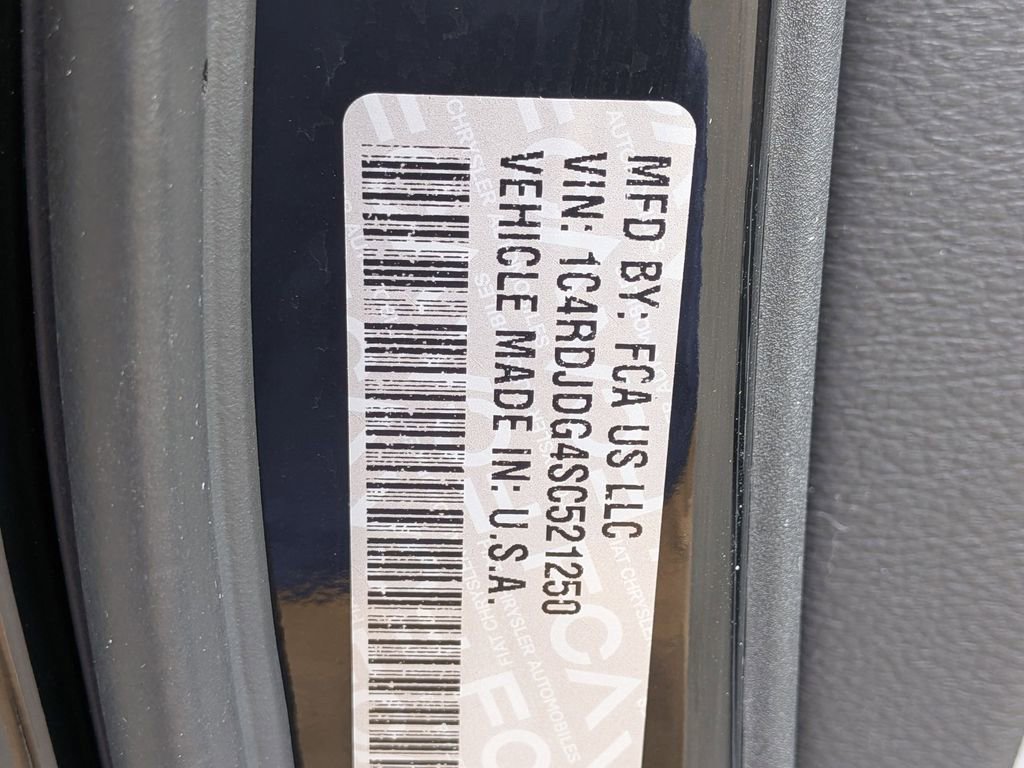 MFD BY: FCA US LLC
VIN: 1C4RDJDG4SC521250
VEHICLE MADE IN: U.S.A.